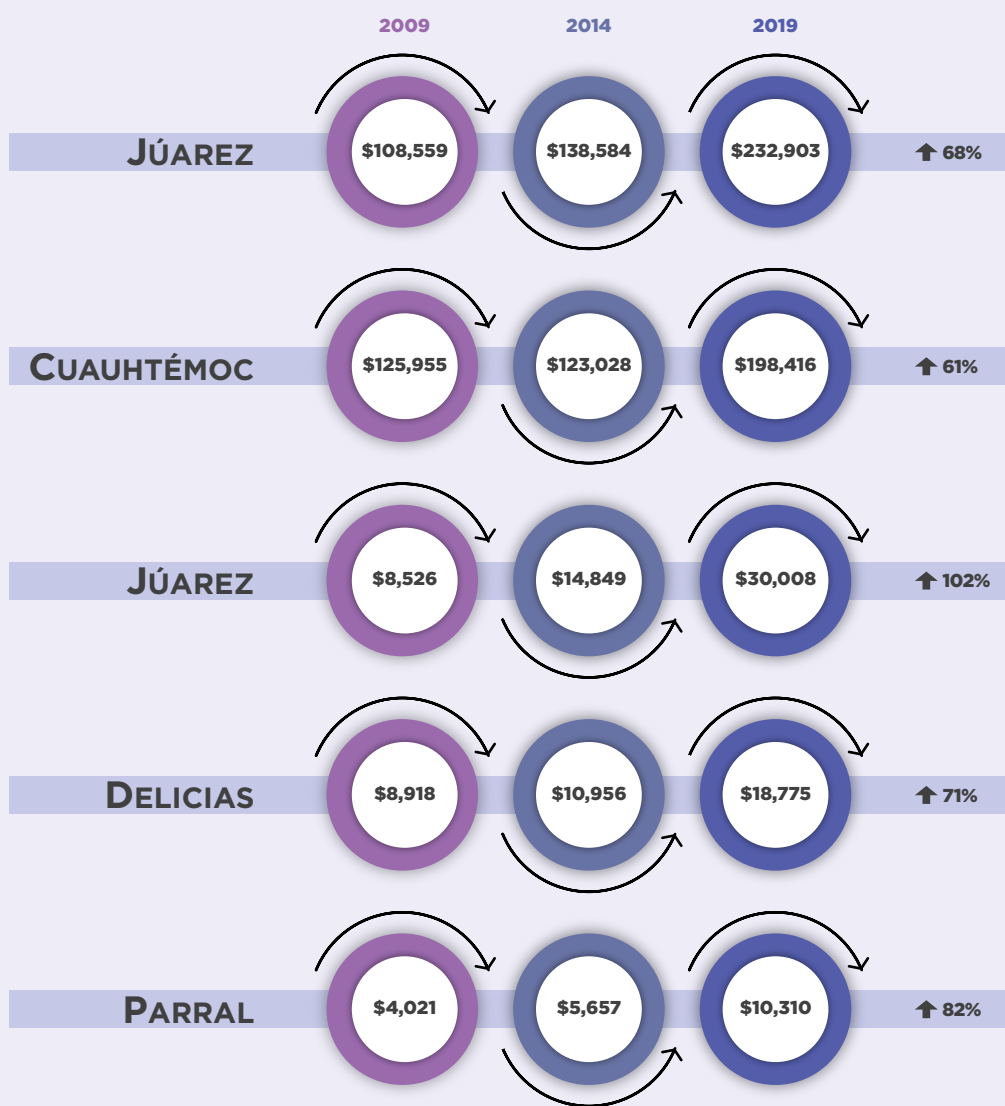 2009 2014 2019
JÚAREZ $108,559 $138,584 $232,903 68%
CUAUHTÉMOC $125,955 $123,028 $198,416 61%
JÚAREZ $8,526 $14,849 $30,008 102%
DELICIAS $8,918 $10,956 $18,775 71%
PARRAL $4,021 $5,657 $10,310 82%